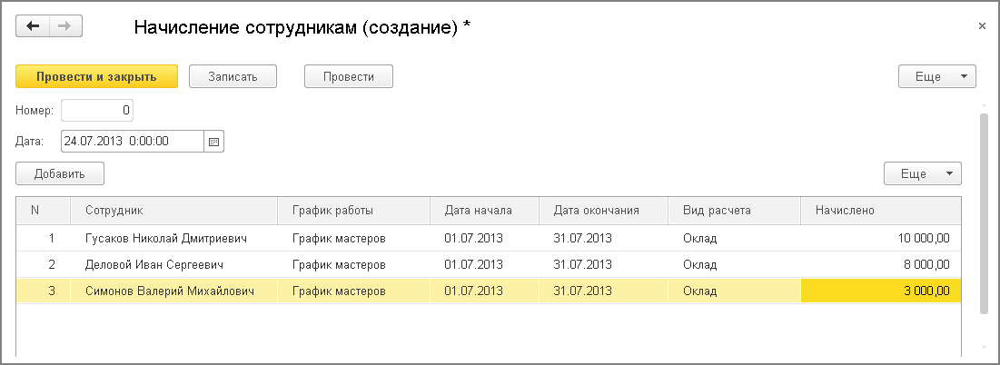 Начисление сотрудникам (создание) *
Провести и закрыть Записать Провести Еще
Номер: 0
Дата: 24.07.2013 0:00:00
Добавить Еще
N Сотрудник График работы Дата начала Дата окончания Вид расчета Начислено
1 Гусаков Николай Дмитриевич График мастеров 01.07.2013 31.07.2013 Оклад 10 000,00
2 Деловой Иван Сергеевич График мастеров 01.07.2013 31.07.2013 Оклад 8 000,00
3 Симонов Валерий Михайлович График мастеров 01.07.2013 31.07.2013 Оклад 3 000,00